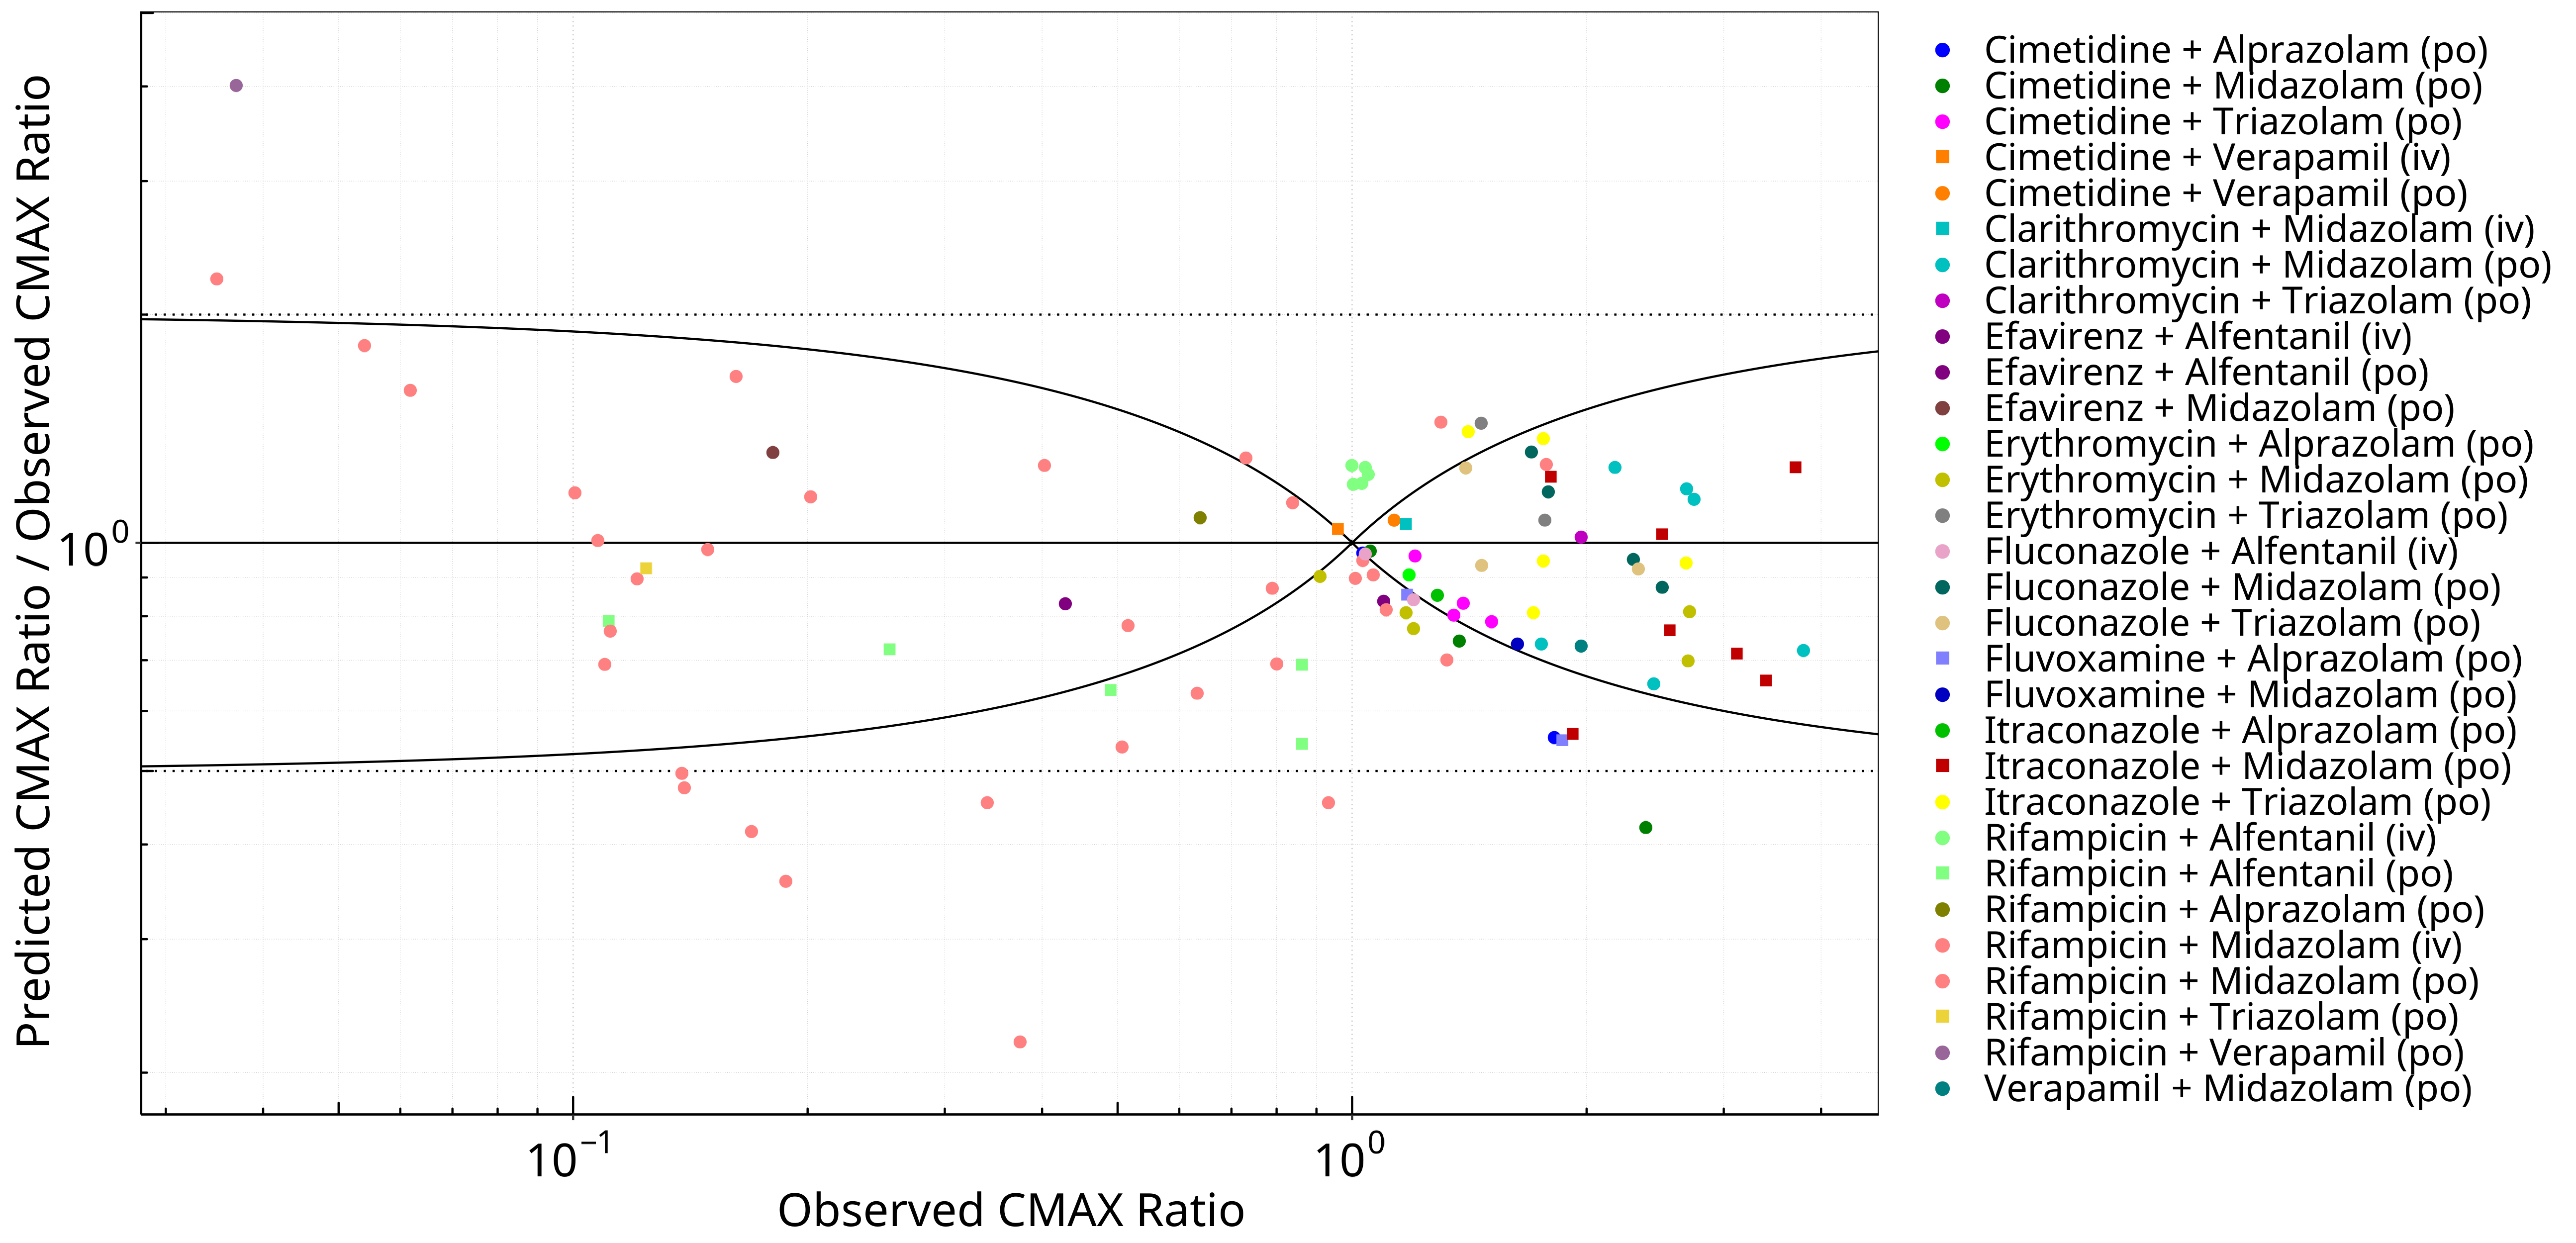 Predicted CMAX Ratio / Observed CMAX Ratio
10⁰
10⁻¹
10⁰
Observed CMAX Ratio
Cimetidine + Alprazolam (po)
Cimetidine + Midazolam (po)
Cimetidine + Triazolam (po)
Cimetidine + Verapamil (iv)
Cimetidine + Verapamil (po)
Clarithromycin + Midazolam (iv)
Clarithromycin + Midazolam (po)
Clarithromycin + Triazolam (po)
Efavirenz + Alfentanil (iv)
Efavirenz + Alfentanil (po)
Efavirenz + Midazolam (po)
Erythromycin + Alprazolam (po)
Erythromycin + Midazolam (po)
Erythromycin + Triazolam (po)
Fluconazole + Alfentanil (iv)
Fluconazole + Midazolam (po)
Fluconazole + Triazolam (po)
Fluvoxamine + Alprazolam (po)
Fluvoxamine + Midazolam (po)
Itraconazole + Alprazolam (po)
Itraconazole + Midazolam (po)
Itraconazole + Triazolam (po)
Rifampicin + Alfentanil (iv)
Rifampicin + Alfentanil (po)
Rifampicin + Alprazolam (po)
Rifampicin + Midazolam (iv)
Rifampicin + Midazolam (po)
Rifampicin + Triazolam (po)
Rifampicin + Verapamil (po)
Verapamil + Midazolam (po)